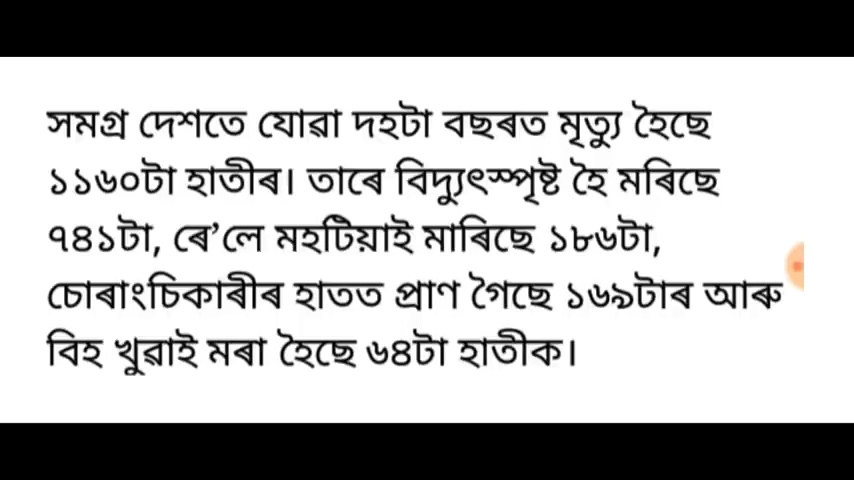 সমগ্ৰ দেশতে যোৱা দহটা বছৰত মৃত্যু হৈছে
১১৬০টা হাতীৰ। তাৰে বিদ্যুৎস্পৃষ্ট হৈ মৰিছে
৭৪১টা, ৰে'লে মহটিয়াই মাৰিছে ১৮৬টা,
চোৰাংচিকাৰীৰ হাতত প্ৰাণ গৈছে ১৬৯টাৰ আৰু
বিহ খুৱাই মৰা হৈছে ৬৪টা হাতীক।